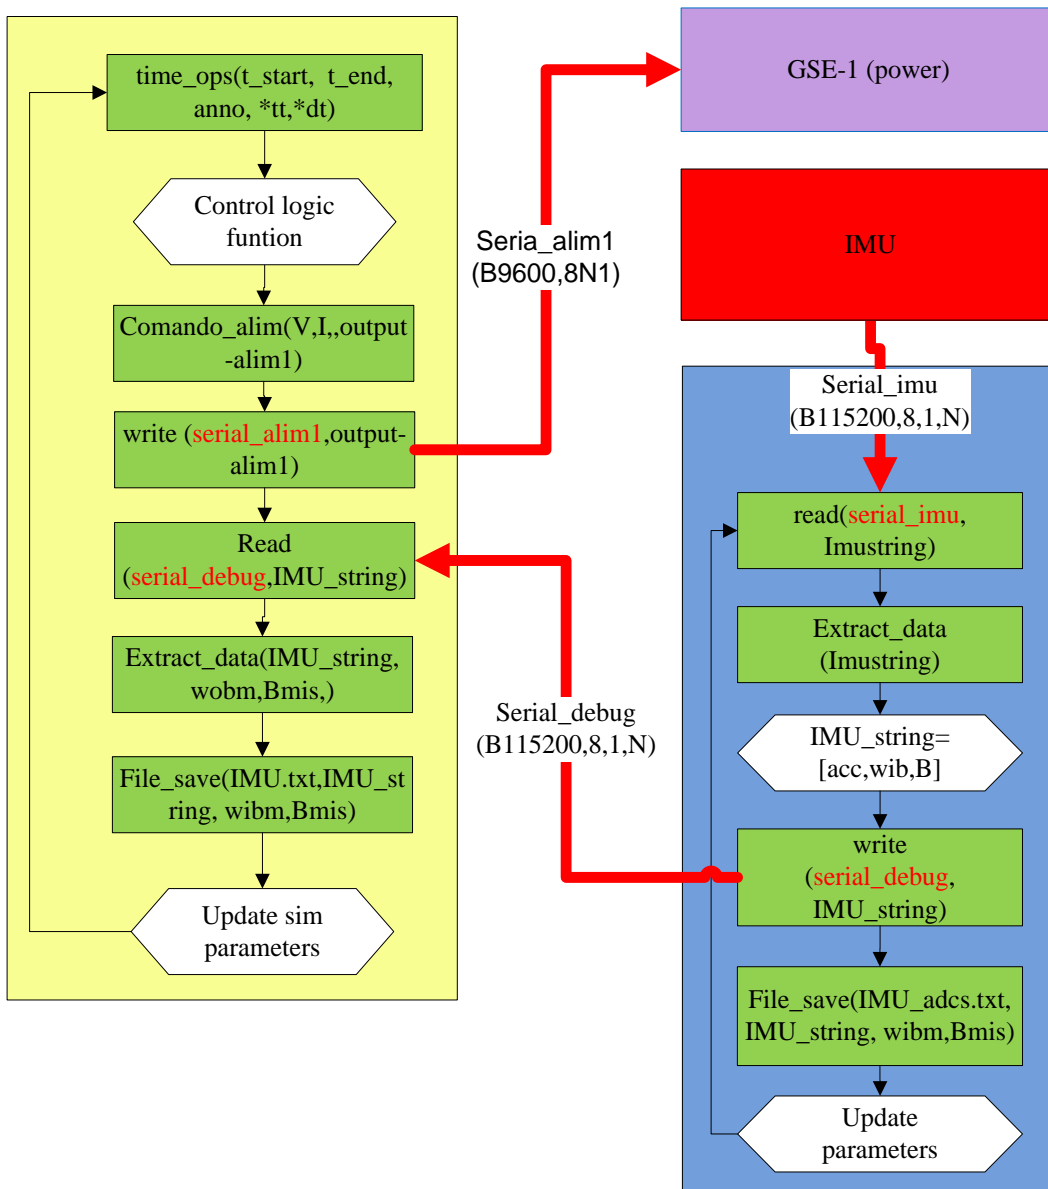 time_ops(t_start, t_end,
anno, *tt,*dt)
Control logic
funtion
Comando_alim(V,I,,output
-alim1)
write (serial_alim1,output-
alim1)
Read
(serial_debug,IMU_string)
Extract_data(IMU_string,
wobm,Bmis,)
File_save(IMU.txt,IMU_st
ring, wibm,Bmis)
Update sim
parameters
Seria_alim1
(B9600,8N1)
Serial_debug
(B115200,8,1,N)
GSE-1 (power)
IMU
Serial_imu
(B115200,8,1,N)
read(serial_imu,
Imustring)
Extract_data
(Imustring)
IMU_string=
[acc,wib,B]
write
(serial_debug,
IMU_string)
File_save(IMU_adcs.txt,
IMU_string, wibm,Bmis)
Update
parameters